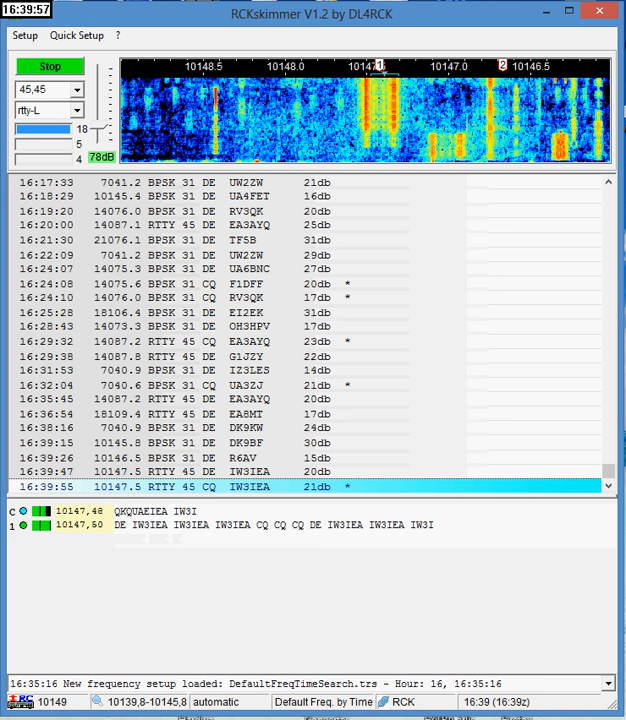 16:39:57
RCKskimmer V1.2 by DL4RCK
Setup Quick Setup ?
Stop
10148.5 10148.0 10147.5 1 10147.0 2 10146.5
45,45
rtty-L
18
5
4
78dB
16:17:33 7041.2 BPSK 31 DE UW2ZW 21db
16:18:29 10145.4 BPSK 31 DE UA4FET 16db
16:19:20 14076.0 BPSK 31 DE RV3QK 20db
16:20:00 14087.1 RTTY 45 DE EA3AYQ 25db
16:21:30 21076.1 BPSK 31 DE TF5B 31db
16:22:09 7041.2 BPSK 31 DE UW2ZW 29db
16:24:07 14075.3 BPSK 31 DE UA6BNC 27db
16:24:08 14075.6 BPSK 31 CQ F1DFF 20db *
16:24:10 14076.0 BPSK 31 CQ RV3QK 17db *
16:25:28 18106.4 BPSK 31 DE EI2EK 31db
16:28:43 14073.3 BPSK 31 DE OH3HPV 17db
16:29:32 14087.2 RTTY 45 CQ EA3AYQ 23db *
16:29:38 14087.8 RTTY 45 DE G1JZY 22db
16:31:53 7040.9 BPSK 31 DE IZ3LES 14db
16:32:04 7040.6 BPSK 31 CQ UA3ZJ 21db *
16:35:45 14087.2 RTTY 45 DE EA3AYQ 20db
16:36:54 18109.4 RTTY 45 DE EA8MT 17db
16:38:16 7040.9 BPSK 31 DE DK9KW 24db
16:39:15 10145.8 BPSK 31 DE DK9BF 30db
16:39:26 10146.5 BPSK 31 DE R6AV 15db
16:39:47 10147.5 RTTY 45 DE IW3IEA 20db
16:39:55 10147.5 RTTY 45 CQ IW3IEA 21db *
C 10147,48 QKQUAEIEA IW3I
1 10147,50 DE IW3IEA IW3IEA IW3IEA CQ CQ CQ DE IW3IEA IW3IEA IW3I
16:35:16 New frequency setup loaded: DefaultFreqTimeSearch.trs - Hour: 16, 16:35:16
10149 10139,8-10145,8 automatic Default Freq. by Time RCK 16:39 (16:39z)